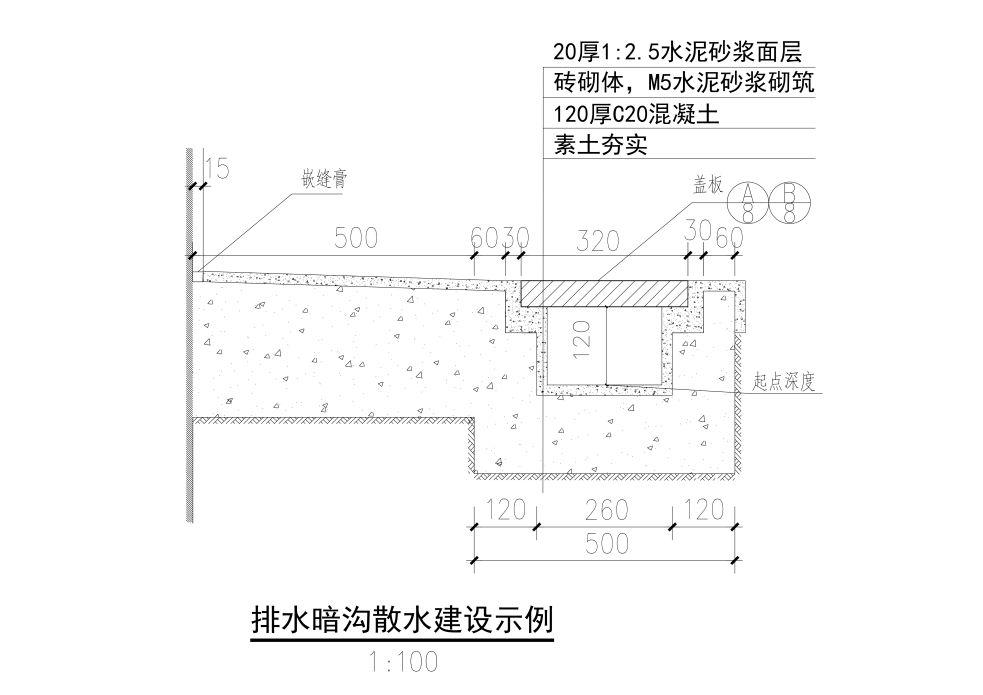 20厚1:2.5水泥砂浆面层
砖砌体，M5水泥砂浆砌筑
120厚C20混凝土
素土夯实
15
嵌缝膏
盖板
A
8
B
8
500
60
30
320
30
60
120
起点深度
120
260
120
500
排水暗沟散水建设示例
1:100